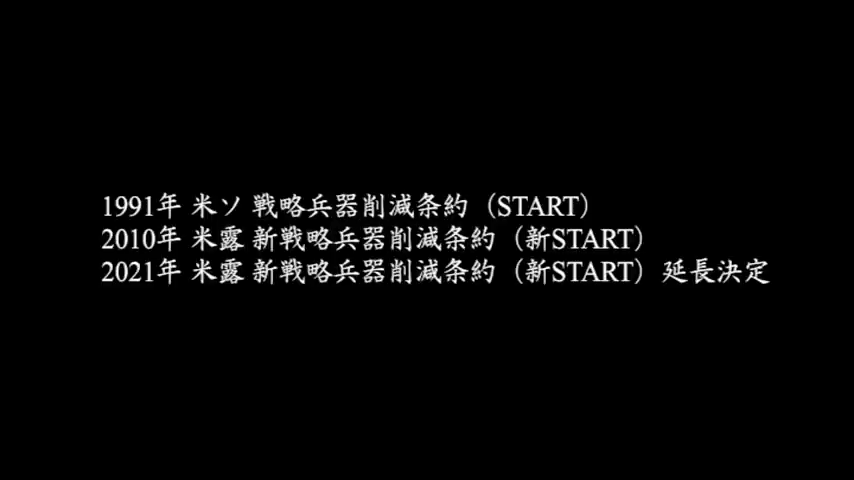 1991年 米ソ 戦略兵器削減条約（START）
2010年 米露 新戦略兵器削減条約（新START）
2021年 米露 新戦略兵器削減条約（新START）延長決定